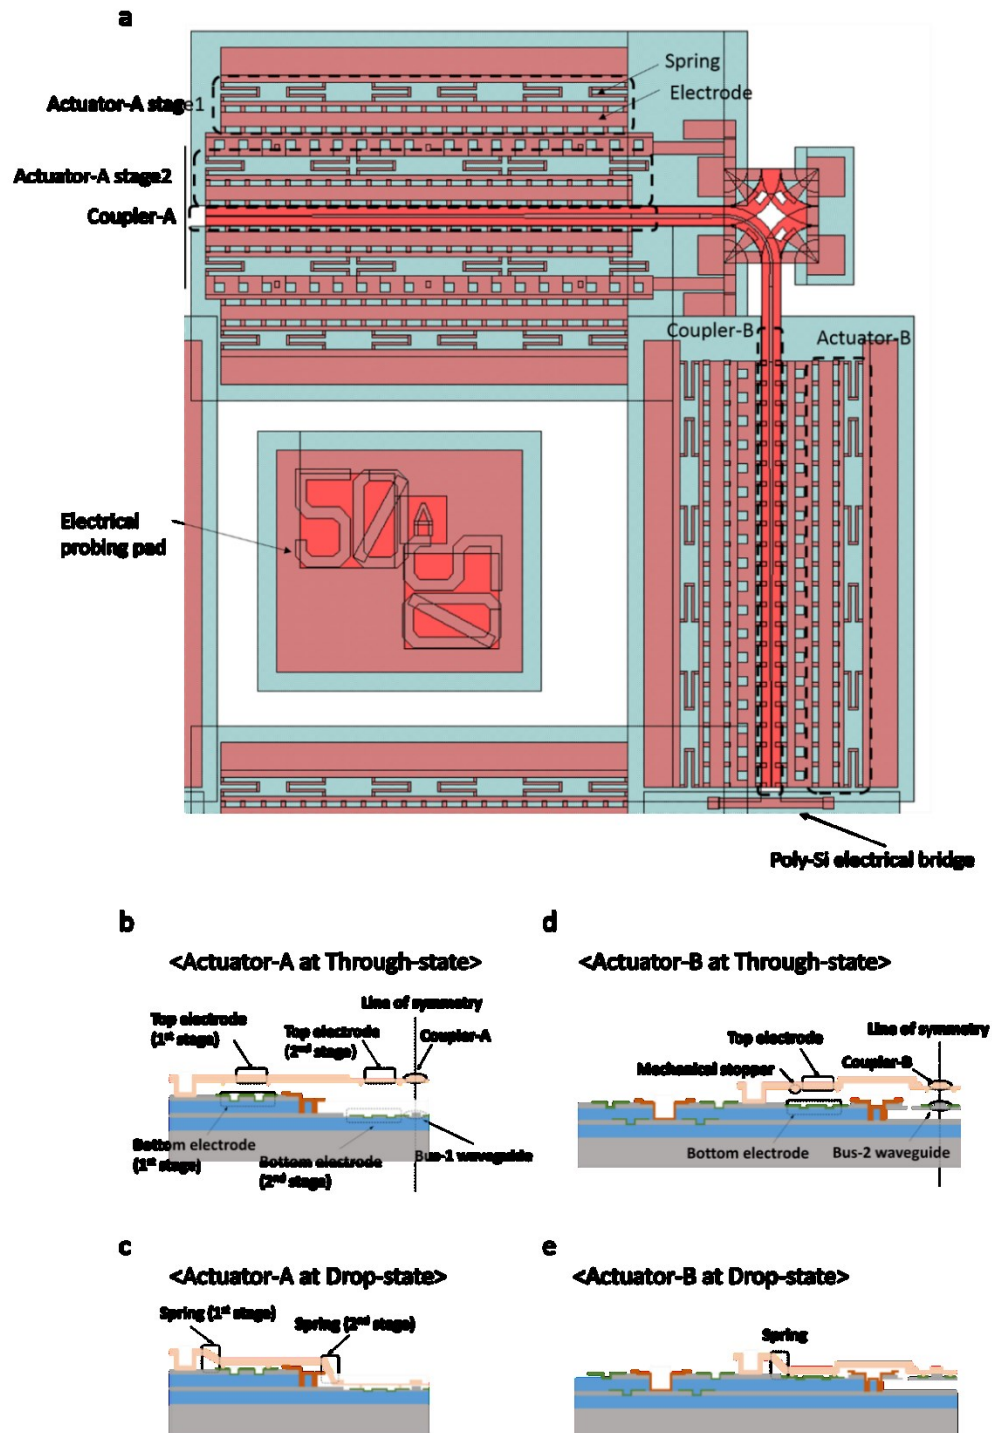 a
Spring
Electrode
Actuator-A stage1
Actuator-A stage2
Coupler-A
Coupler-B
Actuator-B
50
A
50
Electrical
probing pad
Poly-Si electrical bridge
b
<Actuator-A at Through-state>
Line of symmetry
Top electrode
(1st stage)
Top electrode
(2nd stage)
Coupler-A
Bottom electrode
(1st stage)
Bottom electrode
(2nd stage)
Bus-1 waveguide
d
<Actuator-B at Through-state>
Line of symmetry
Top electrode
Mechanical stopper
Coupler-B
Bottom electrode
Bus-2 waveguide
c
<Actuator-A at Drop-state>
Spring (1st stage)
Spring (2nd stage)
e
<Actuator-B at Drop-state>
Spring